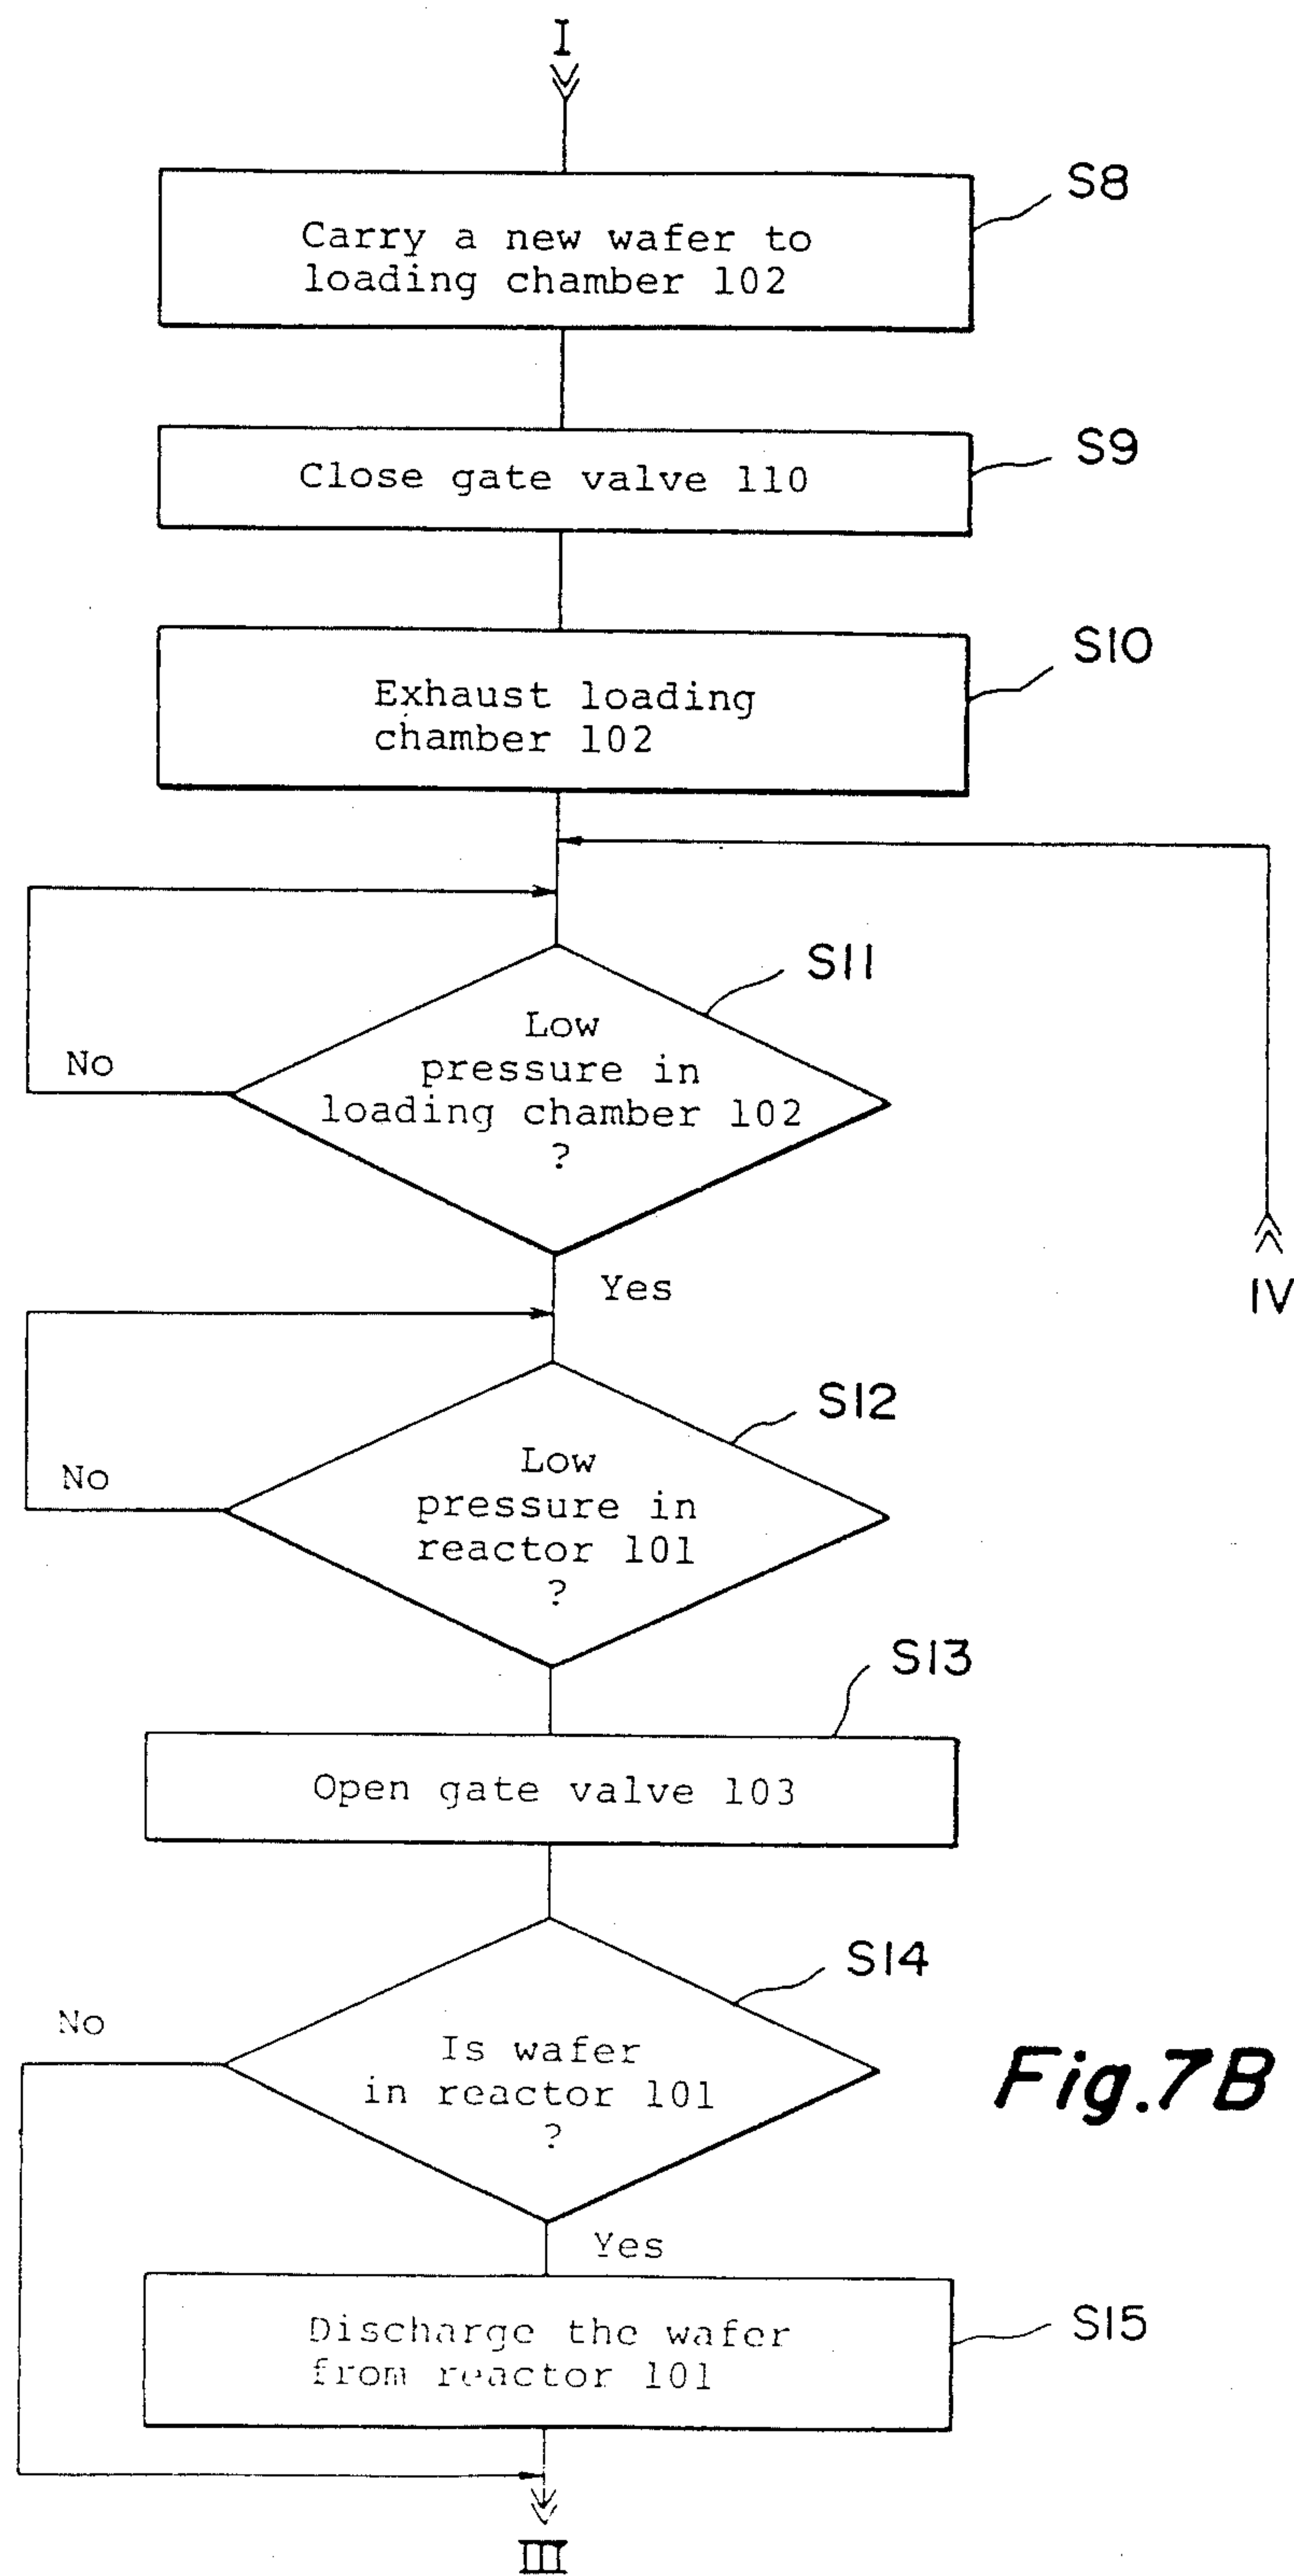 I
S8
Carry a new wafer to
loading chamber 102
S9
Close gate valve 110
S10
Exhaust loading
chamber 102
S11
Low
pressure in
loading chamber 102
?
No
Yes
IV
S12
Low
pressure in
reactor 101
?
No
S13
Open gate valve 103
S14
No
Is wafer
in reactor 101
?
Fig.7B
Yes
S15
Discharge the wafer
from reactor 101
III